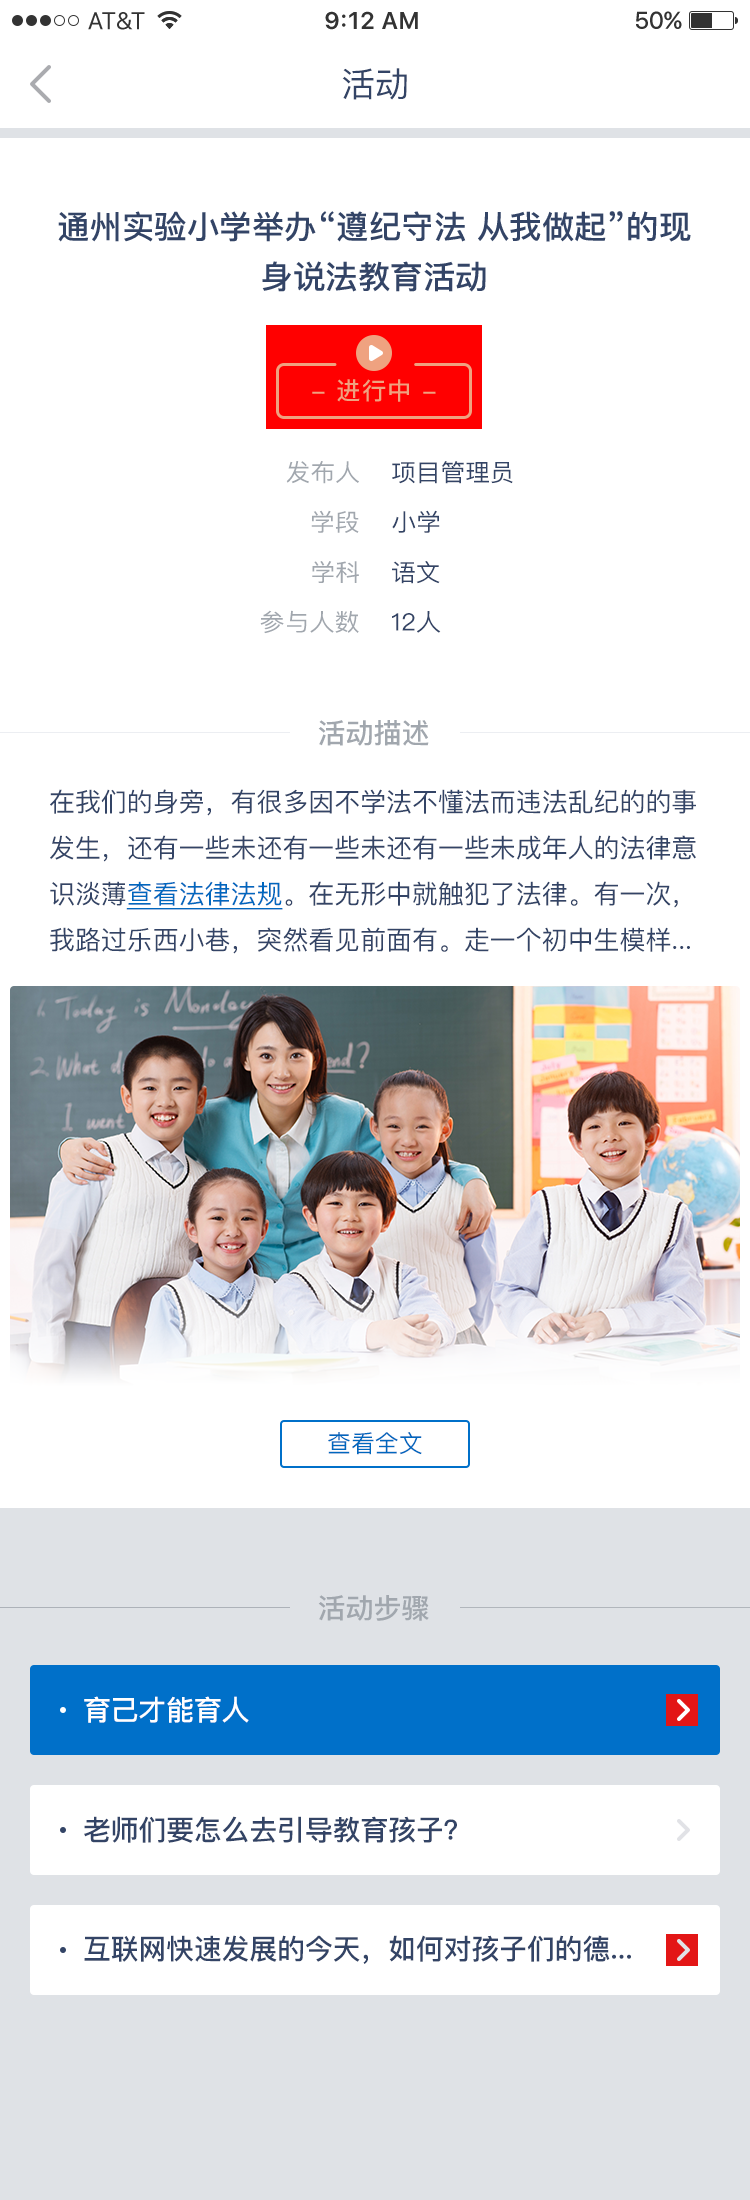 AT&T 9:12 AM 50%
活动
通州实验小学举办“遵纪守法 从我做起”的现
身说法教育活动
– 进行中 –
发布人 项目管理员
学段 小学
学科 语文
参与人数 12人
活动描述
在我们的身旁，有很多因不学法不懂法而违法乱纪的的事
发生，还有一些未还有一些未还有一些未成年人的法律意
识淡薄查看法律法规。在无形中就触犯了法律。有一次，
我路过乐西小巷，突然看见前面有。走一个初中生模样...
1. Today is Monday
2. What do
end?
I went
查看全文
活动步骤
· 育己才能育人
· 老师们要怎么去引导教育孩子?
· 互联网快速发展的今天，如何对孩子们的德...